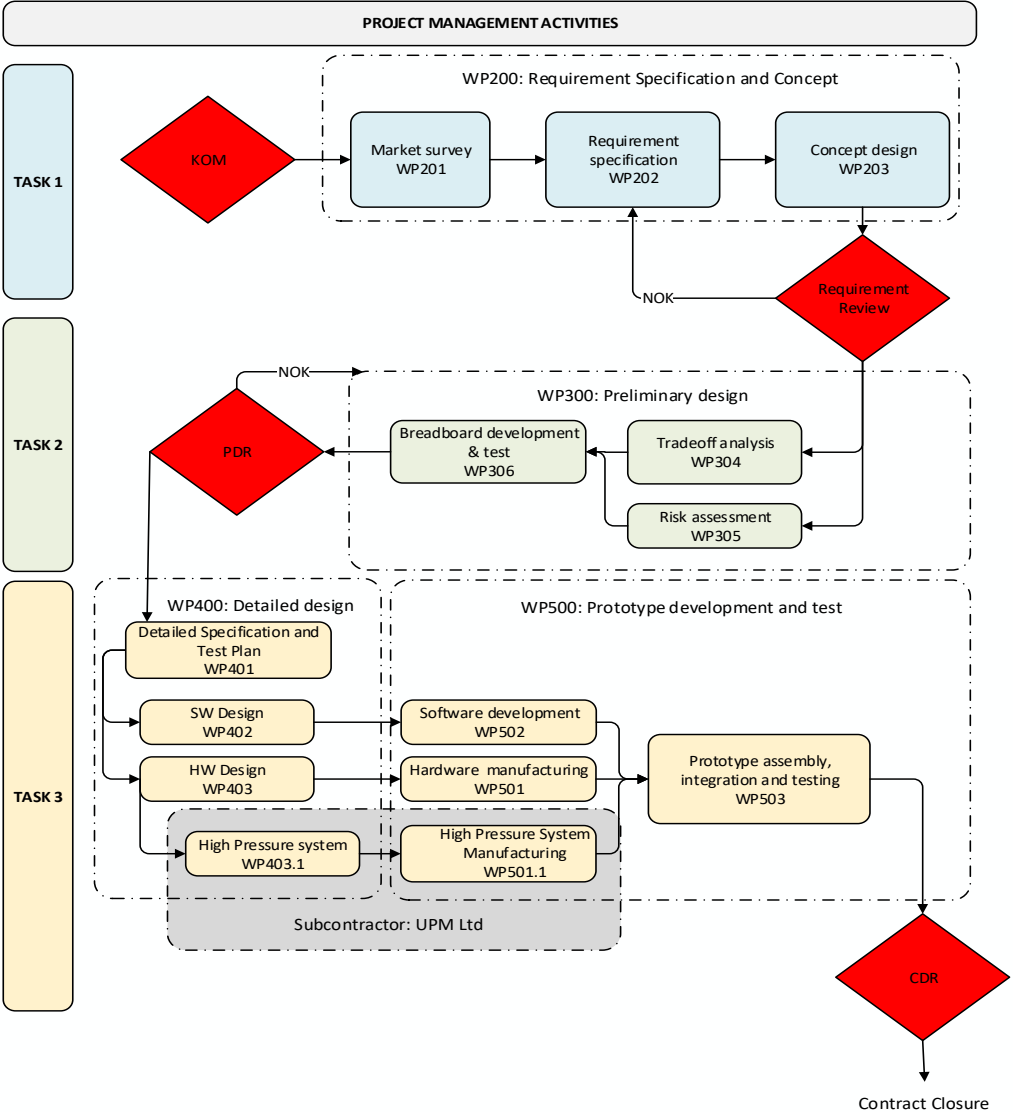 PROJECT MANAGEMENT ACTIVITIES
TASK 1
WP200: Requirement Specification and Concept
KOM
Market survey
WP201
Requirement
specification
WP202
Concept design
WP203
NOK
Requirement
Review
TASK 2
NOK
WP300: Preliminary design
PDR
Breadboard development
& test
WP306
Tradeoff analysis
WP304
Risk assessment
WP305
TASK 3
WP400: Detailed design
WP500: Prototype development and test
Detailed Specification and
Test Plan
WP401
SW Design
WP402
Software development
WP502
HW Design
WP403
Hardware manufacturing
WP501
Prototype assembly,
integration and testing
WP503
High Pressure system
WP403.1
High Pressure System
Manufacturing
WP501.1
Subcontractor: UPM Ltd
CDR
Contract Closure